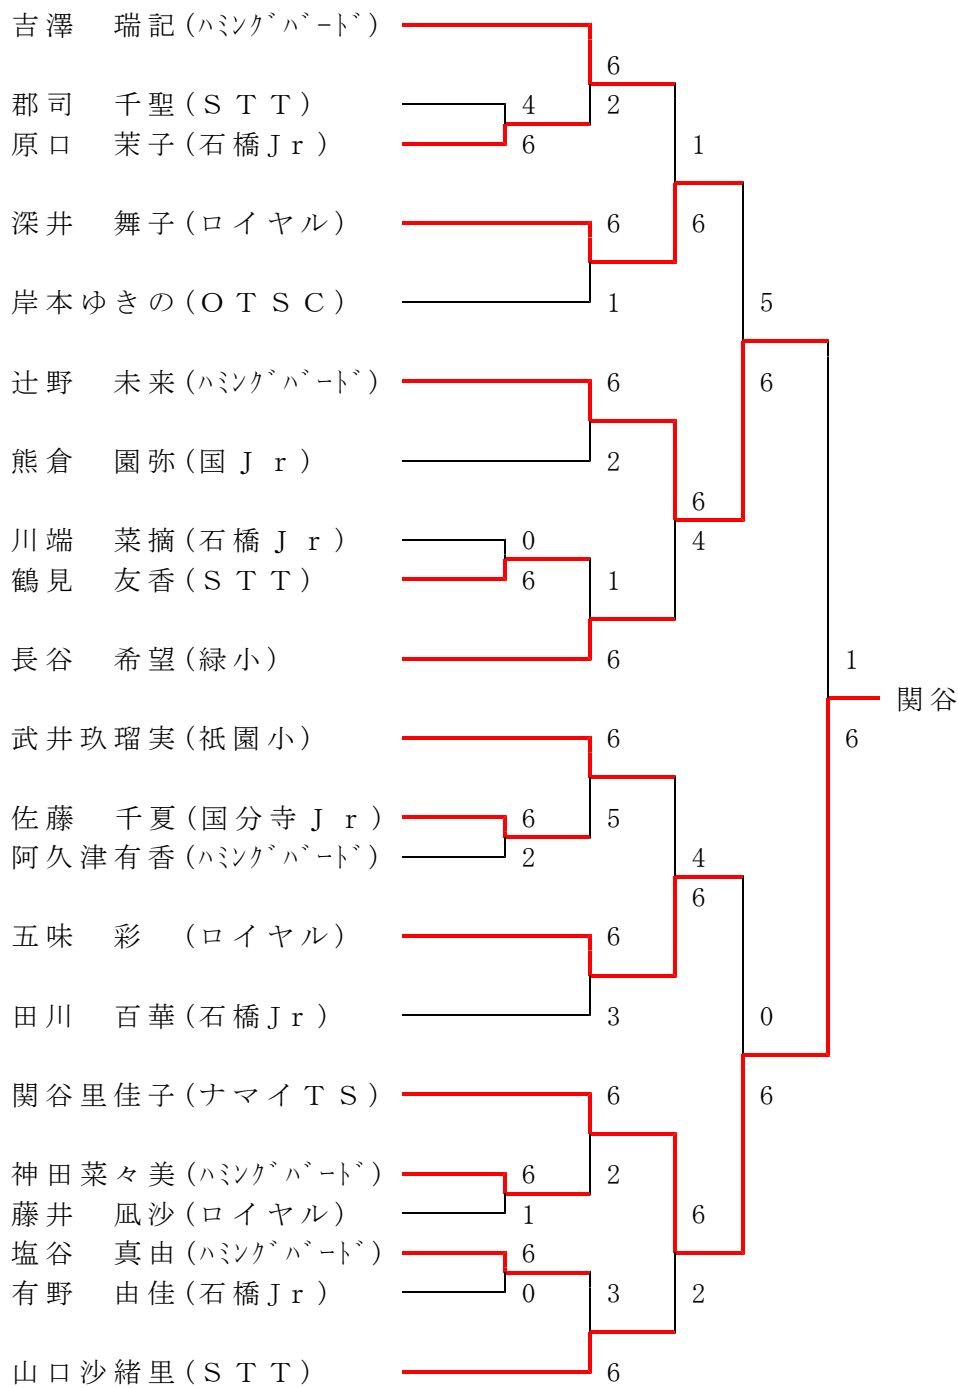 吉澤　瑞記(ﾊﾐﾝｸﾞﾊﾞｰﾄﾞ)
6
郡司　千聖(ＳＴＴ)
4
2
原口　茉子(石橋Jｒ)
6
1
深井　舞子(ロイヤル)
6
6
岸本ゆきの(ＯＴＳＣ)
1
5
辻野　未来(ﾊﾐﾝｸﾞﾊﾞｰﾄﾞ)
6
6
熊倉　園弥(国Ｊｒ)
2
6
川端　菜摘(石橋Ｊｒ)
0
4
鶴見　友香(ＳＴＴ)
6
1
長谷　希望(緑小)
6
1
関谷
武井玖瑠実(祇園小)
6
6
佐藤　千夏(国分寺Ｊｒ)
6
5
阿久津有香(ﾊﾐﾝｸﾞﾊﾞｰﾄﾞ)
2
4
6
五味　彩　(ロイヤル)
6
田川　百華(石橋Jｒ)
3
0
関谷里佳子(ナマイＴＳ)
6
6
神田菜々美(ﾊﾐﾝｸﾞﾊﾞｰﾄﾞ)
6
2
藤井　凪沙(ロイヤル)
1
6
塩谷　真由(ﾊﾐﾝｸﾞﾊﾞｰﾄﾞ)
6
有野　由佳(石橋Jｒ)
0
3
2
山口沙緒里(ＳＴＴ)
6